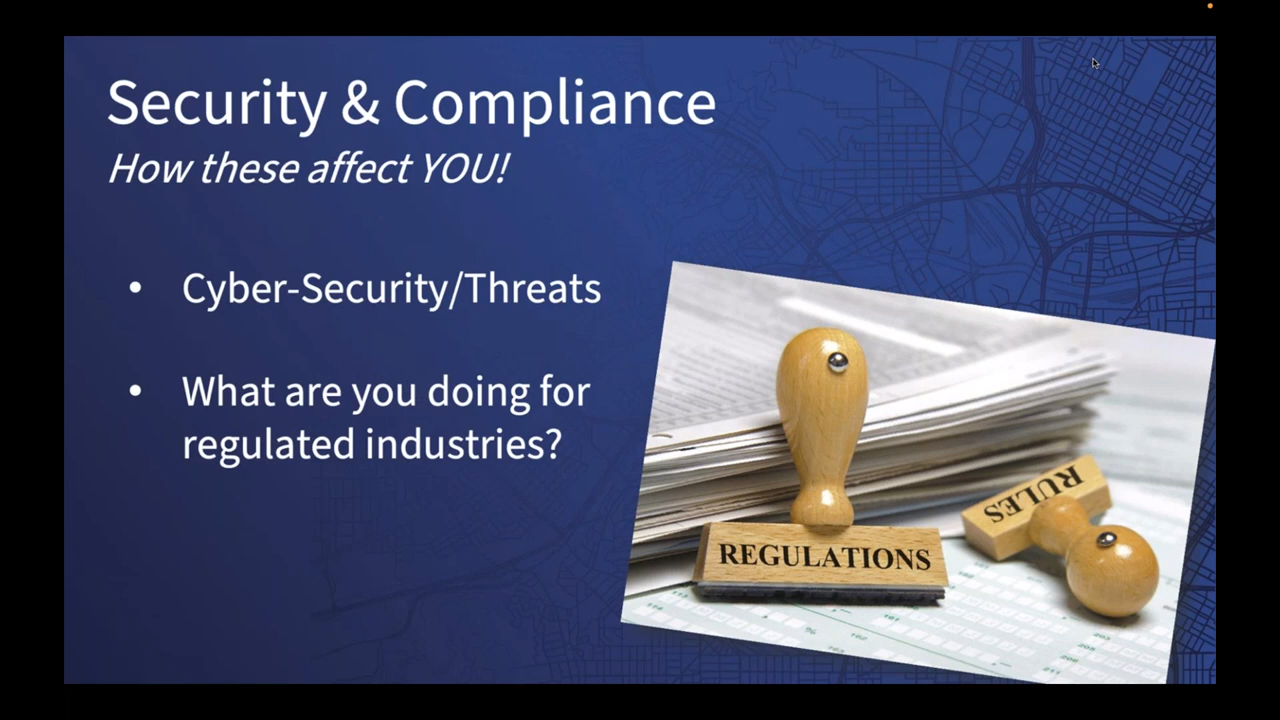 Security & Compliance
How these affect YOU!
• Cyber-Security/Threats
• What are you doing for
regulated industries?
REGULATIONS
RULES